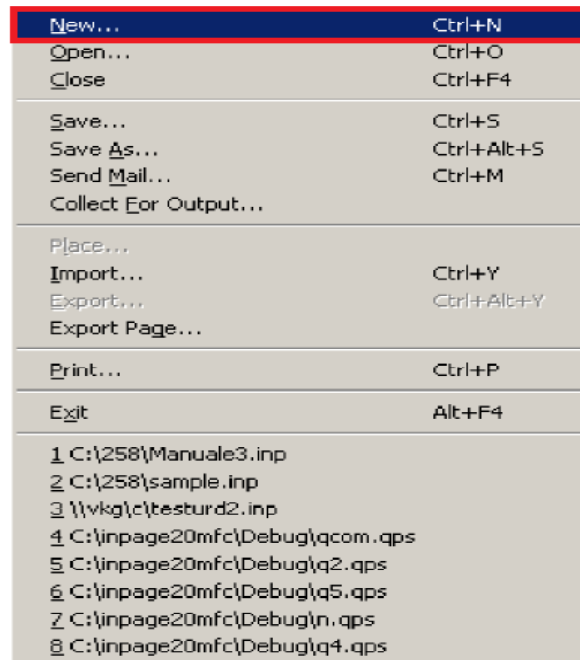 New... Ctrl+N
Open... Ctrl+O
Close Ctrl+F4
Save... Ctrl+S
Save As... Ctrl+Alt+S
Send Mail... Ctrl+M
Collect For Output...
Place...
Import... Ctrl+Y
Export... Ctrl+Alt+Y
Export Page...
Print... Ctrl+P
Exit Alt+F4
1 C:\258\Manuale3.inp
2 C:\258\sample.inp
3 \\vkg\c\testurd2.inp
4 C:\inpage20mfc\Debug\qcom.qps
5 C:\inpage20mfc\Debug\q2.qps
6 C:\inpage20mfc\Debug\q5.qps
7 C:\inpage20mfc\Debug\n.qps
8 C:\inpage20mfc\Debug\q4.qps